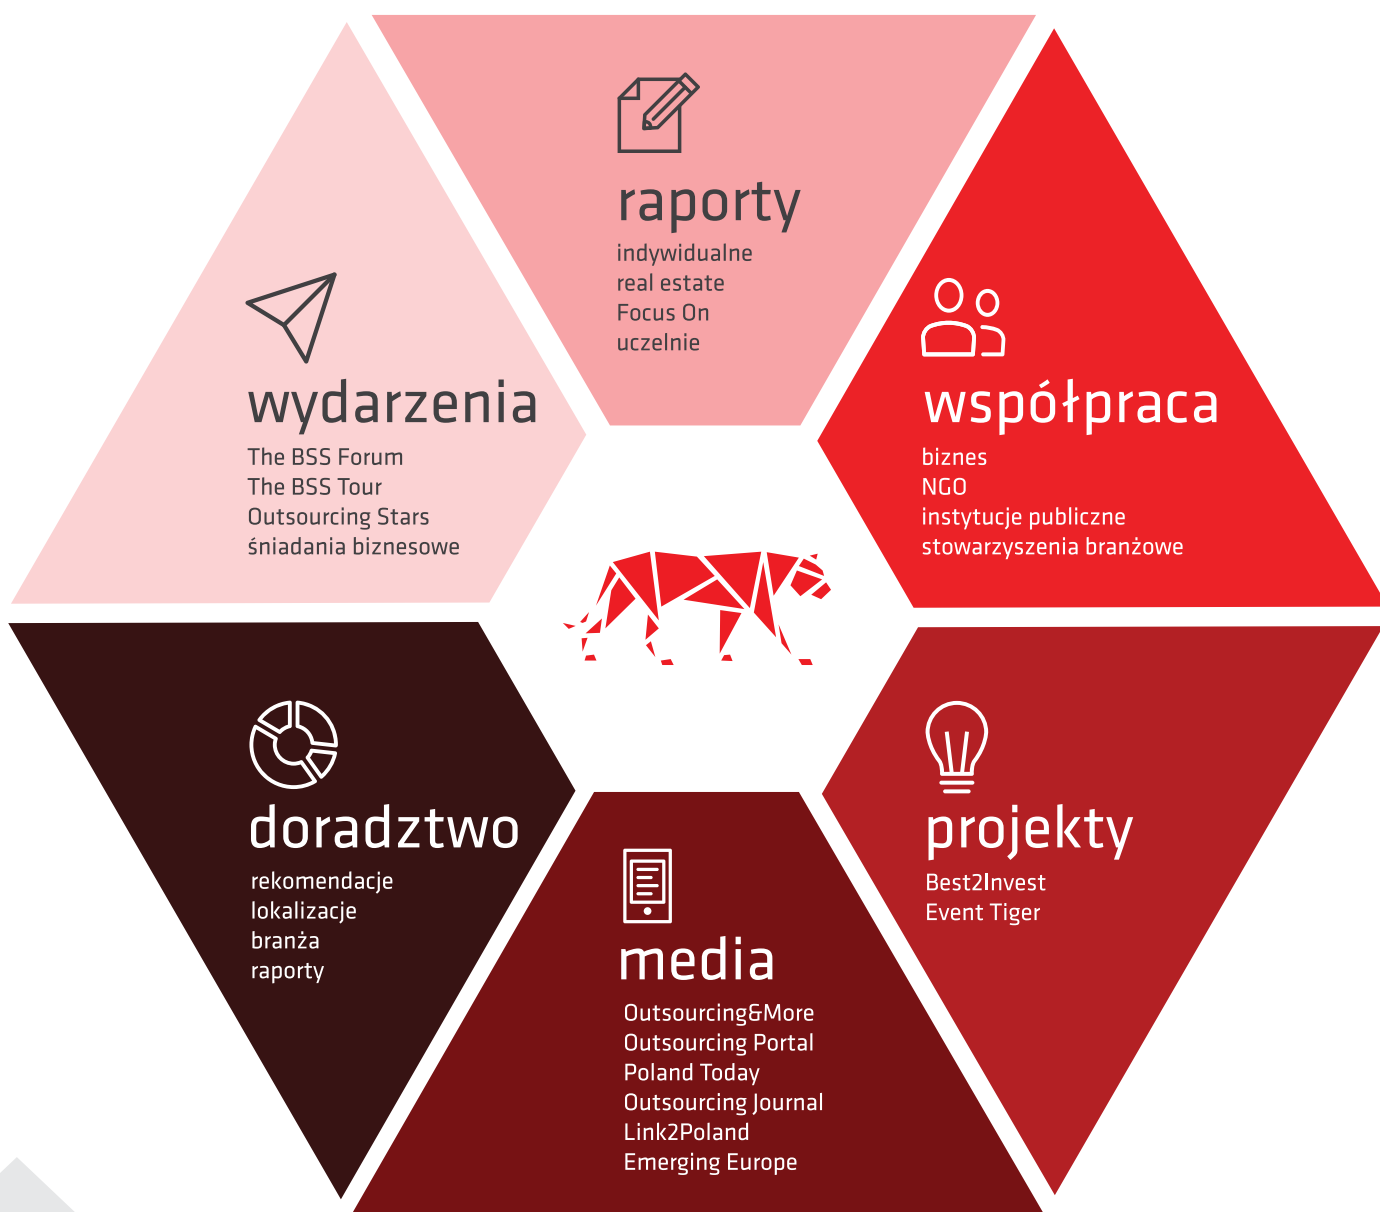 raporty
indywidualne
real estate
Focus On
uczelnie
wydarzenia
The BSS Forum
The BSS Tour
Outsourcing Stars
śniadania biznesowe
współpraca
biznes
NGO
instytucje publiczne
stowarzyszenia branżowe
doradztwo
rekomendacje
lokalizacje
branża
raporty
media
Outsourcing&More
Outsourcing Portal
Poland Today
Outsourcing Journal
Link2Poland
Emerging Europe
projekty
Best2Invest
Event Tiger